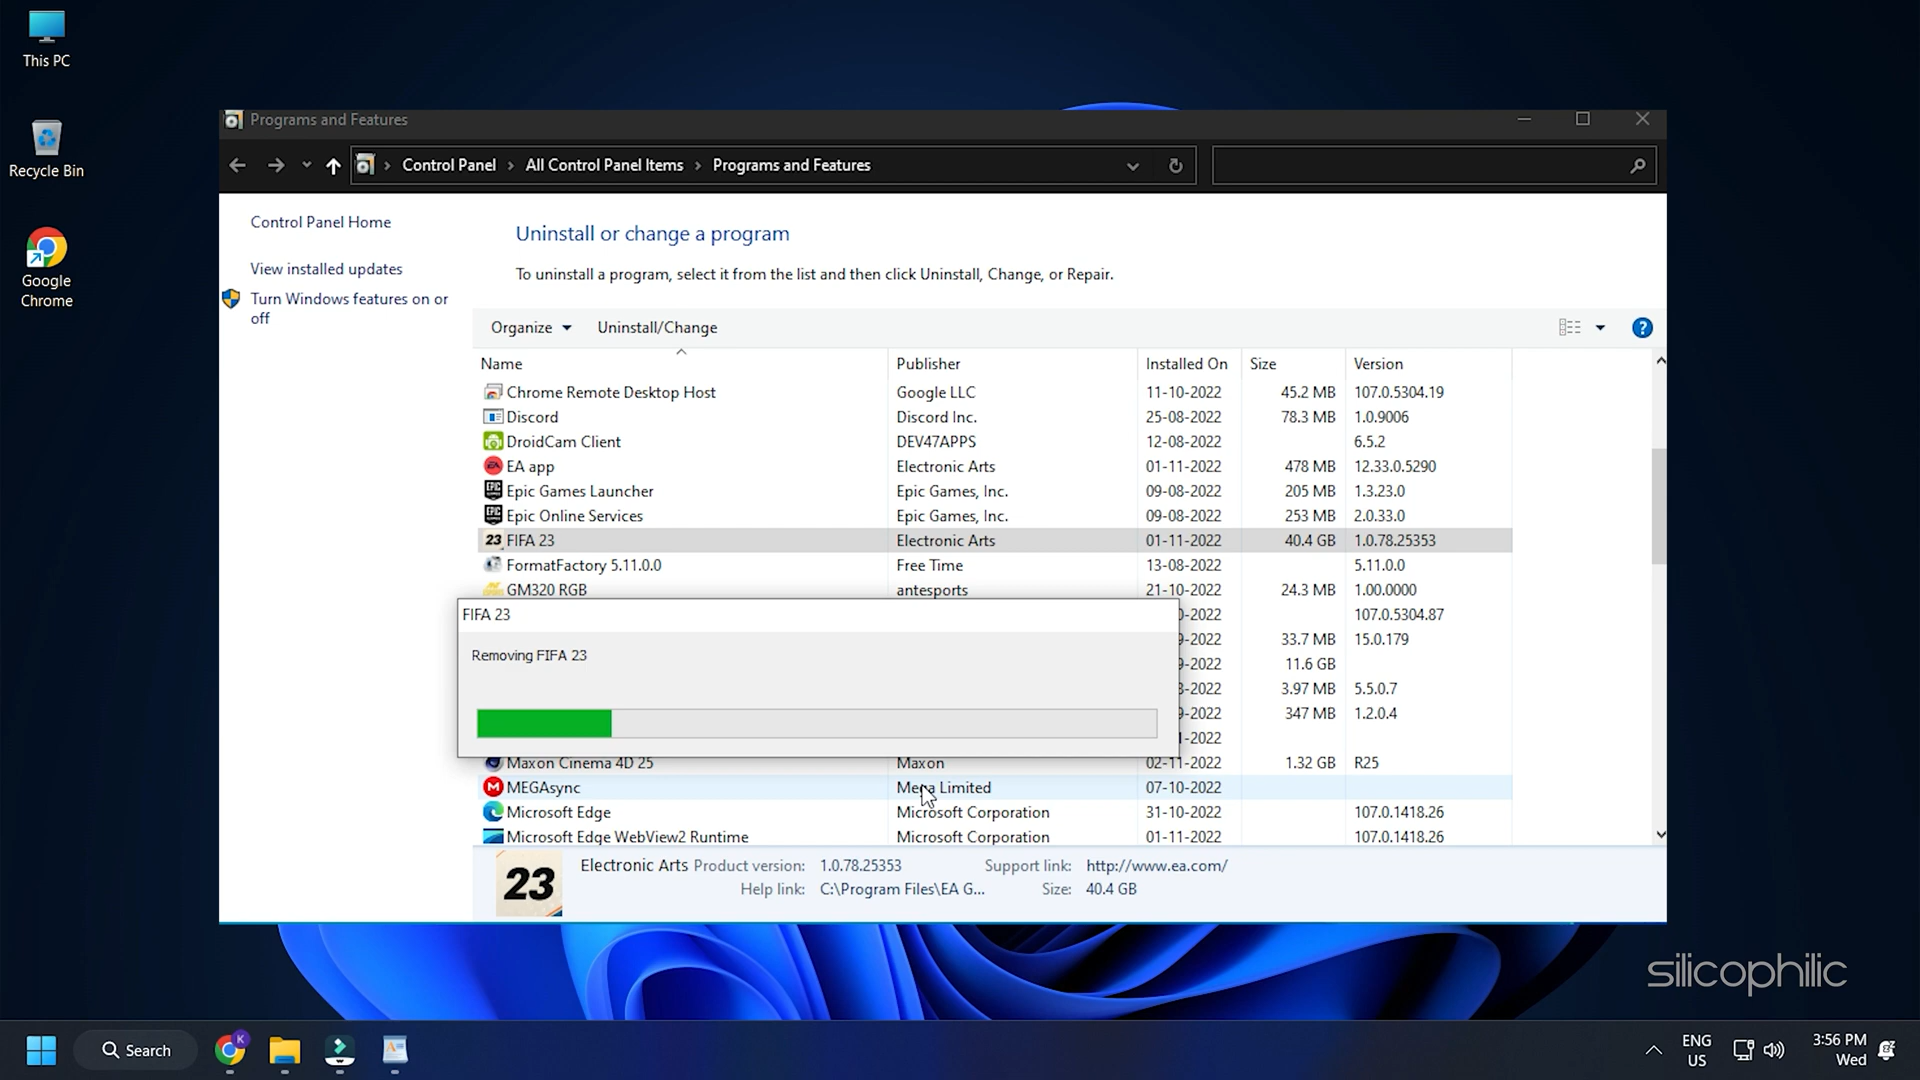 This PC
Recycle Bin
Google
Chrome
Programs and Features
Control Panel > All Control Panel Items > Programs and Features
Control Panel Home
View installed updates
Turn Windows features on or
off
Uninstall or change a program
To uninstall a program, select it from the list and then click Uninstall, Change, or Repair.
Organize Uninstall/Change
Name Publisher Installed On Size Version
Chrome Remote Desktop Host Google LLC 11-10-2022 45.2 MB 107.0.5304.19
Discord Discord Inc. 25-08-2022 78.3 MB 1.0.9006
DroidCam Client DEV47APPS 12-08-2022 6.5.2
EA app Electronic Arts 01-11-2022 478 MB 12.33.0.5290
Epic Games Launcher Epic Games, Inc. 09-08-2022 205 MB 1.3.23.0
Epic Online Services Epic Games, Inc. 09-08-2022 253 MB 2.0.33.0
23 FIFA 23 Electronic Arts 01-11-2022 40.4 GB 1.0.78.25353
FormatFactory 5.11.0.0 Free Time 13-08-2022 5.11.0.0
GM320 RGB antesports 21-10-2022 24.3 MB 1.00.0000
0-2022 107.0.5304.87
9-2022 33.7 MB 15.0.179
9-2022 11.6 GB
8-2022 3.97 MB 5.5.0.7
9-2022 347 MB 1.2.0.4
1-2022
FIFA 23
Removing FIFA 23
Maxon Cinema 4D 25 Maxon 02-11-2022 1.32 GB R25
MEGAsync Mega Limited 07-10-2022
Microsoft Edge Microsoft Corporation 31-10-2022 107.0.1418.26
Microsoft Edge WebView2 Runtime Microsoft Corporation 01-11-2022 107.0.1418.26
23
Electronic Arts Product version: 1.0.78.25353 Support link: http://www.ea.com/
Help link: C:\Program Files\EA G... Size: 40.4 GB
silicophilic
Search
K
ENG
US
3:56 PM
Wed